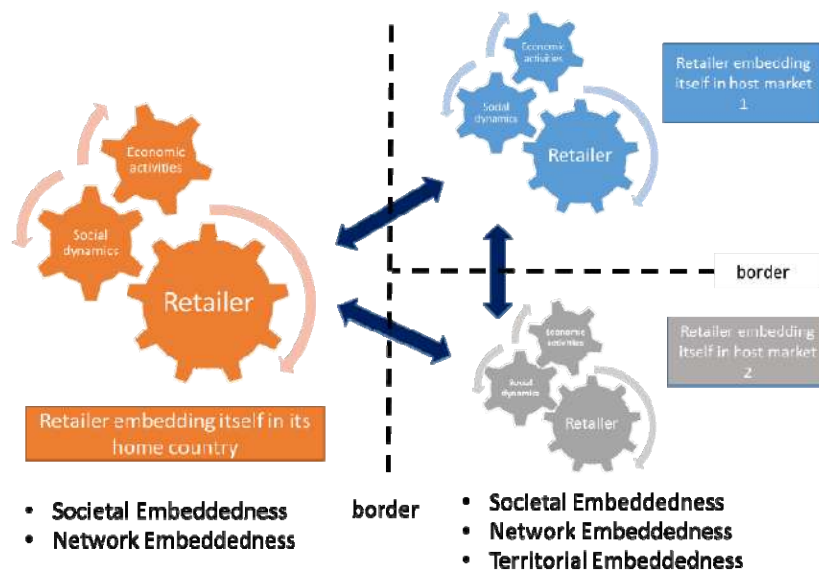 Economic
activities
Social
dynamics
Retailer
Retailer embedding itself in its
home country
• Societal Embeddedness
• Network Embeddedness
border
Economic
activities
Social
dynamics
Retailer
Retailer embedding
itself in host market
1
border
Economic
activities
Social
dynamics
Retailer
Retailer embedding
itself in host market
2
• Societal Embeddedness
• Network Embeddedness
• Territorial Embeddedness